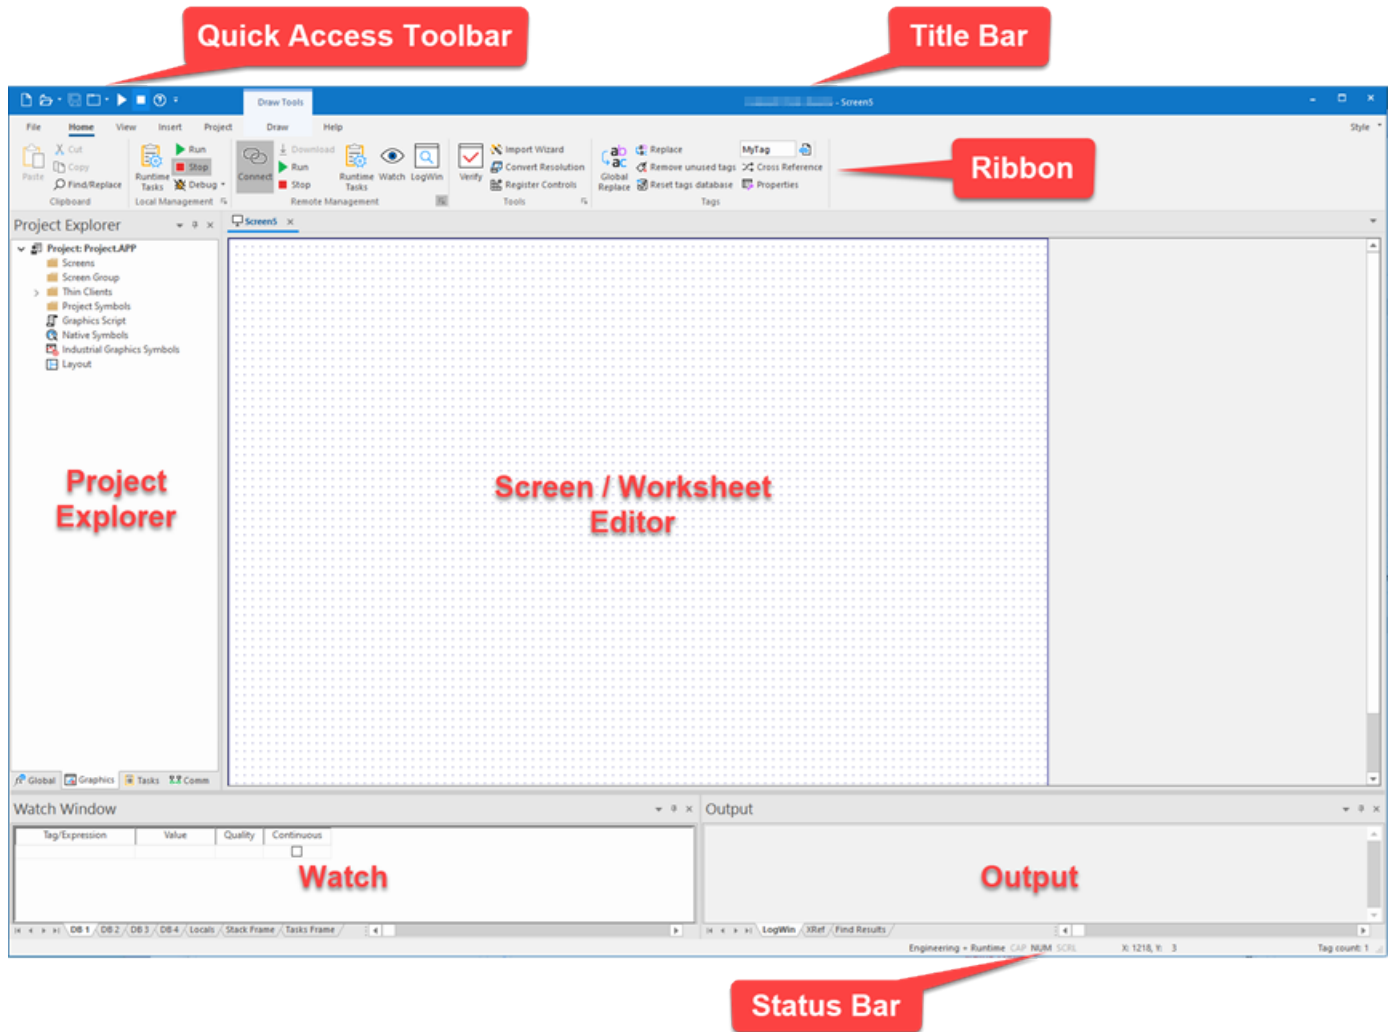 Quick Access Toolbar
Title Bar
Draw Tools
- Screen5
File Home View Insert Project Draw Help Style
Paste
Cut
Copy
Find/Replace
Clipboard
Runtime Tasks
Run
Stop
Debug
Local Management
Connect
Download
Run
Stop
Runtime Tasks
Watch
LogWin
Remote Management
Verify
Import Wizard
Convert Resolution
Register Controls
Tools
ab
ac
Global Replace
Replace
Remove unused tags
Reset tags database
MyTag
Cross Reference
Properties
Tags
Ribbon
Project Explorer
Screen5
Project: Project.APP
Screens
Screen Group
Thin Clients
Project Symbols
Graphics Script
Native Symbols
Industrial Graphics Symbols
Layout
Project
Explorer
Screen / Worksheet
Editor
Global Graphics Tasks Comm
Watch Window
Tag/Expression Value Quality Continuous
Watch
DB 1 DB 2 DB 3 DB 4 Locals Stack Frame Tasks Frame
Output
Output
LogWin XRef Find Results
Engineering + Runtime CAP NUM SCRL X: 1218, Y: 3 Tag count: 1
Status Bar